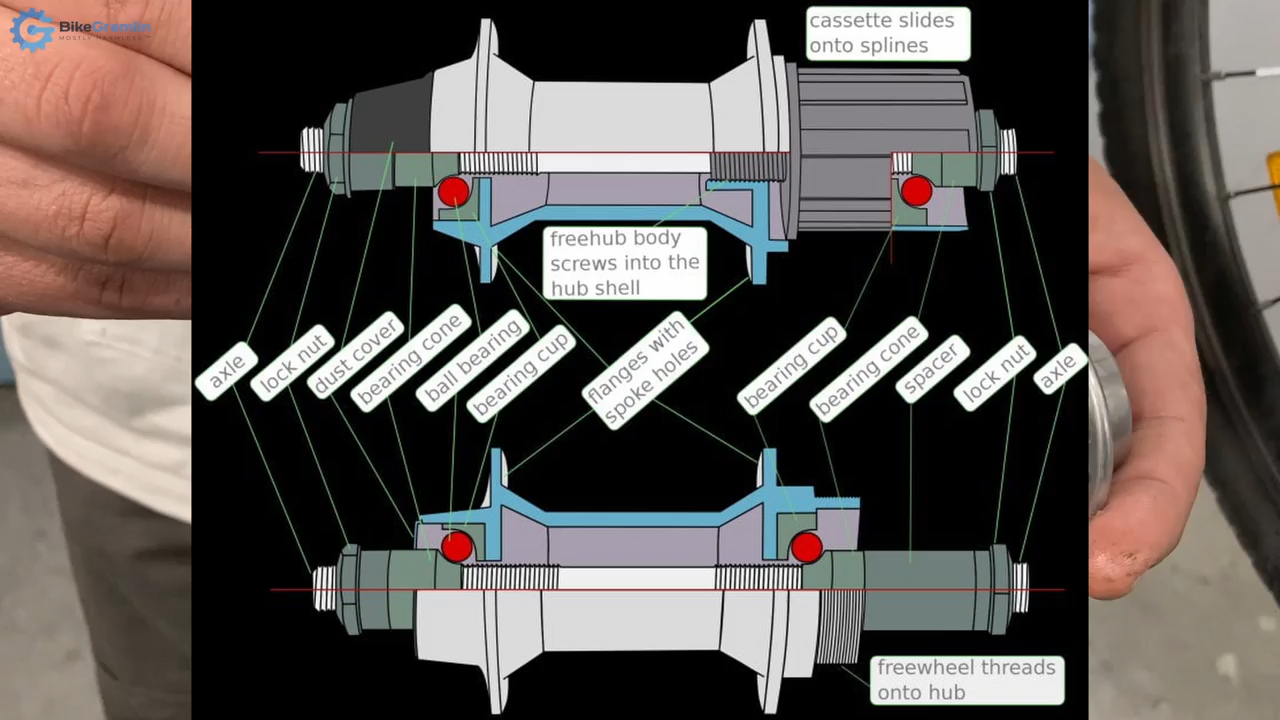 BikeGremlin
MOSTLY HARMLESS™
cassette slides
onto splines
freehub body
screws into the
hub shell
axle
lock nut
dust cover
bearing cone
ball bearing
bearing cup
flanges with
spoke holes
bearing cup
bearing cone
spacer
lock nut
axle
freewheel threads
onto hub